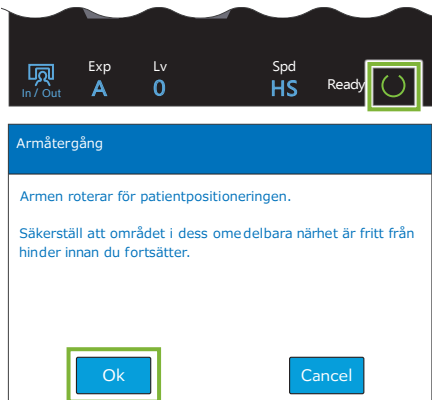 Exp Lv Spd
In / Out A 0 HS Ready
Armåtergång
Armen roterar för patientpositioneringen.
Säkerställ att området i dess omedelbara närhet är fritt från
hinder innan du fortsätter.
Ok Cancel